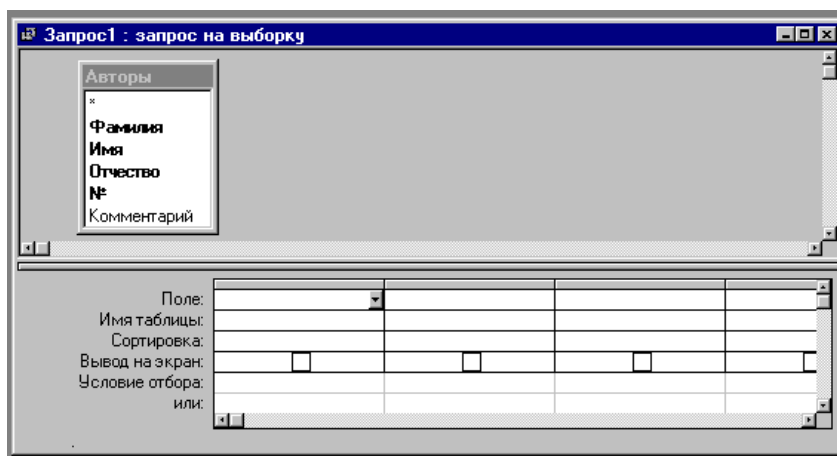 Запрос1 : запрос на выборку
Авторы
*
Фамилия
Имя
Отчество
№
Комментарий
Поле:
Имя таблицы:
Сортировка:
Вывод на экран:
Условие отбора:
или: